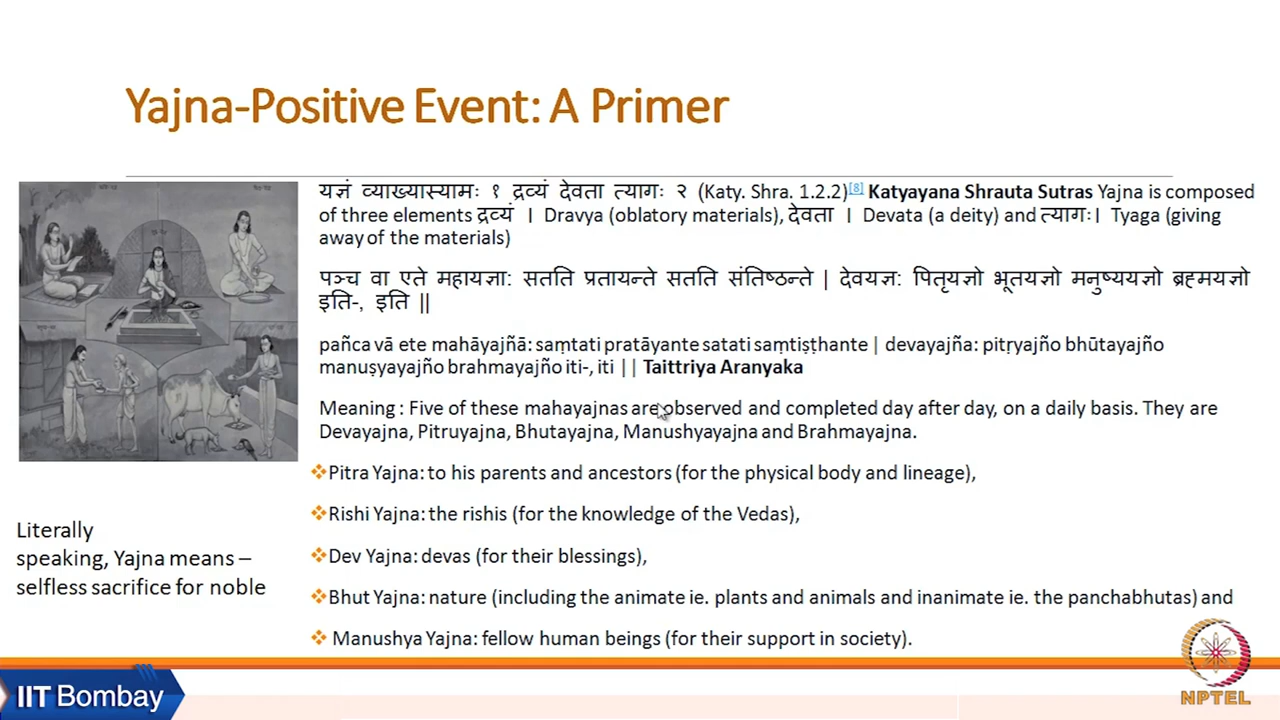 Yajna-Positive Event: A Primer
यज्ञं व्याख्यास्यामः १ द्रव्यं देवता त्यागः २ (Katy. Shra. 1.2.2)[8] Katyayana Shrauta Sutras Yajna is composed
of three elements द्रव्यं । Dravya (oblatory materials), देवता । Devata (a deity) and त्यागः। Tyaga (giving
away of the materials)
पञ्च वा एते महायज्ञा: सतति प्रतायन्ते सतति संतिष्ठन्ते | देवयज्ञ: पितृयज्ञो भूतयज्ञो मनुष्ययज्ञो ब्रह्मयज्ञो
इति-, इति ||
pañca vā ete mahāyajñā: saṃtati pratāyante satati saṃtiṣṭhante | devayajña: pitṛyajño bhūtayajño
manuṣyayajño brahmayajño iti-, iti || Taittriya Aranyaka
Meaning : Five of these mahayajnas are observed and completed day after day, on a daily basis. They are
Devayajna, Pitruyajna, Bhutayajna, Manushyayajna and Brahmayajna.
❖Pitra Yajna: to his parents and ancestors (for the physical body and lineage),
❖Rishi Yajna: the rishis (for the knowledge of the Vedas),
❖Dev Yajna: devas (for their blessings),
❖Bhut Yajna: nature (including the animate ie. plants and animals and inanimate ie. the panchabhutas) and
❖ Manushya Yajna: fellow human beings (for their support in society).
Literally
speaking, Yajna means –
selfless sacrifice for noble
IIT Bombay
NPTEL